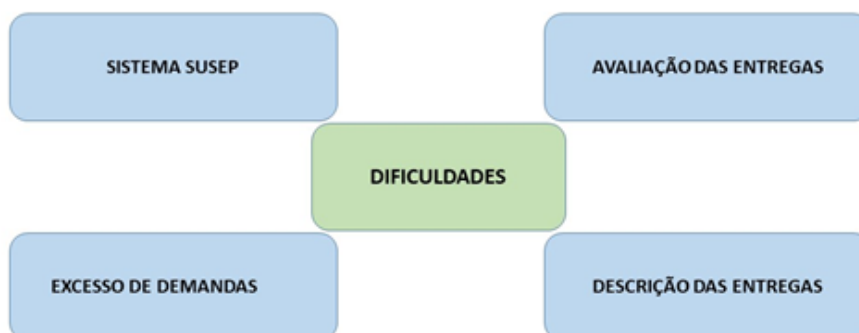 SISTEMA SUSEP
AVALIAÇÃO DAS ENTREGAS
DIFICULDADES
EXCESSO DE DEMANDAS
DESCRIÇÃO DAS ENTREGAS